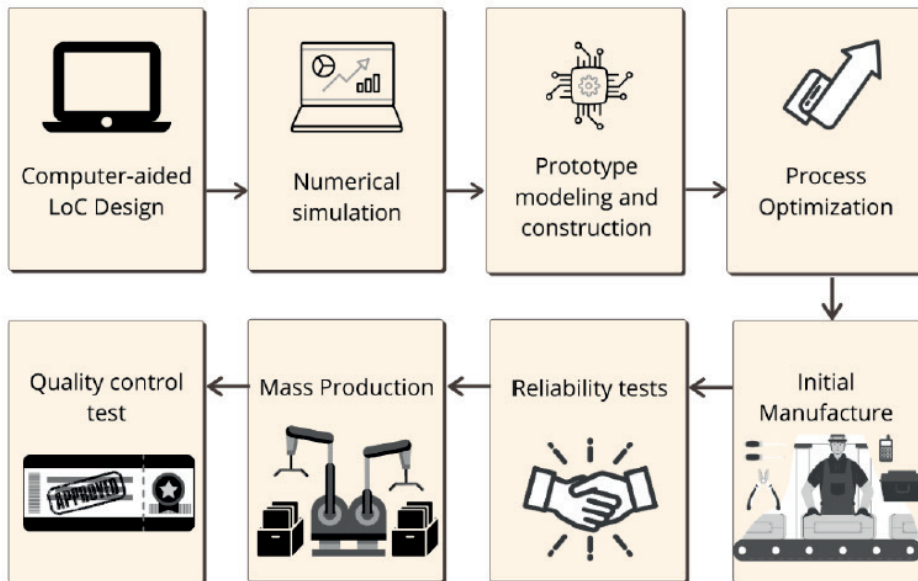 Computer-aided
LoC Design
Numerical
simulation
Prototype
modeling and
construction
Process
Optimization
Initial
Manufacture
Reliability tests
Mass Production
Quality control
test
APPROVED